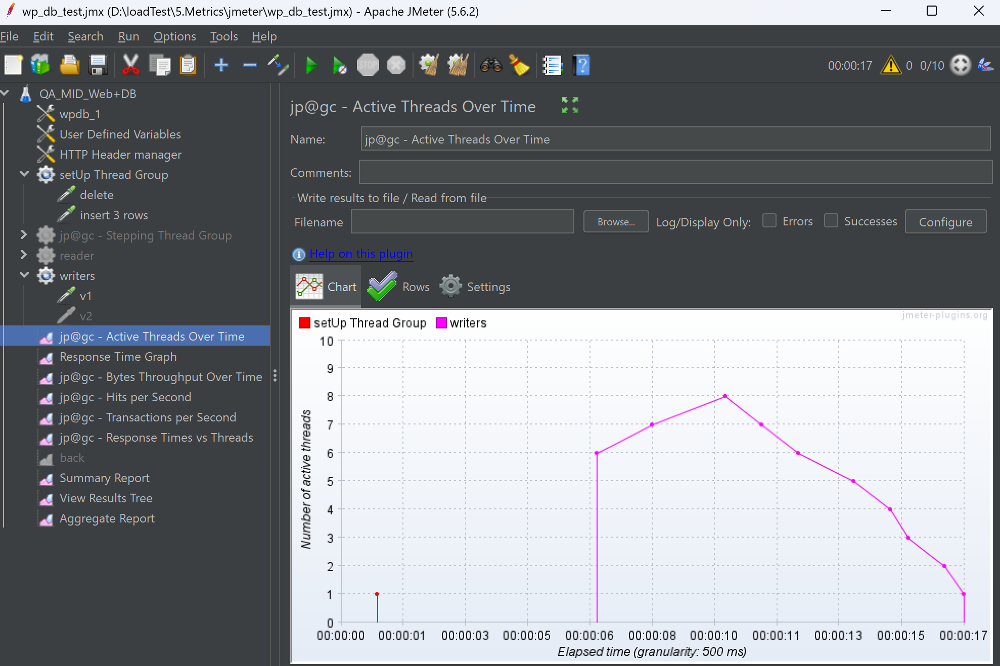 wp_db_test.jmx (D:\loadTest\5.Metrics\jmeter\wp_db_test.jmx) - Apache JMeter (5.6.2)
File Edit Search Run Options Tools Help
STOP 00:00:17 0 0/10
QA_MID_Web+DB
wpdb_1
User Defined Variables
HTTP Header manager
setUp Thread Group
delete
insert 3 rows
jp@gc - Stepping Thread Group
reader
writers
v1
v2
jp@gc - Active Threads Over Time
Response Time Graph
jp@gc - Bytes Throughput Over Time
jp@gc - Hits per Second
jp@gc - Transactions per Second
jp@gc - Response Times vs Threads
back
Summary Report
View Results Tree
Aggregate Report
jp@gc - Active Threads Over Time
Name: jp@gc - Active Threads Over Time
Comments:
Write results to file / Read from file
Filename Browse... Log/Display Only: Errors Successes Configure
Help on this plugin
Chart Rows Settings
setUp Thread Group writers jmeter-plugins.org
10
9
8
7
6
5
4
3
2
1
0
Number of active threads
00:00:00 00:00:01 00:00:03 00:00:05 00:00:06 00:00:08 00:00:10 00:00:11 00:00:13 00:00:15 00:00:17
Elapsed time (granularity: 500 ms)